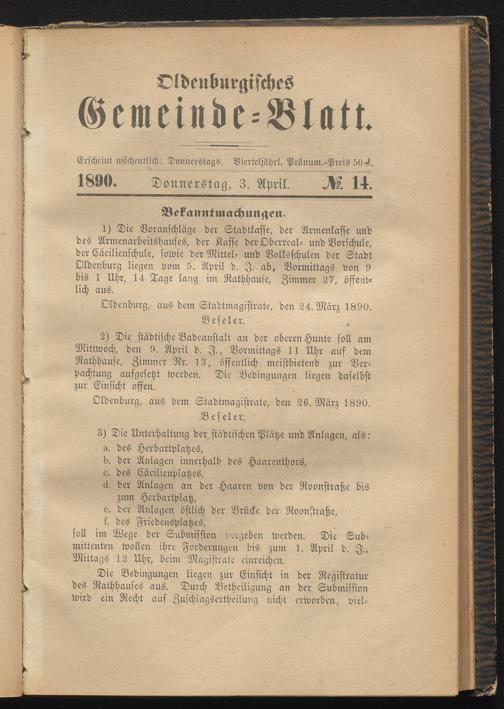 Oldenburgisches
Gemeinde-Blatt.
Erscheint wöchentlich: Donnerstags. Vierteljährl. Pränum.-Preis 50 ₰.
1890. Donnerstag, 3. April. № 14.
Bekanntmachungen.
1) Die Voranschläge der Stadtkasse, der Armenkasse und
des Armenarbeitshauses, der Kasse der Oberreal- und Vorschule,
der Cäcilienschule, sowie der Mittel- und Volksschulen der Stadt
Oldenburg liegen vom 5. April d. J. ab, Vormittags von 9
bis 1 Uhr, 14 Tage lang im Rathhause, Zimmer 27, öffent-
lich aus.
Oldenburg, aus dem Stadtmagistrate, den 24. März 1890.
Beseler.
2) Die städtische Badeanstalt an der oberen Hunte soll am
Mittwoch, den 9. April d. J., Vormittags 11 Uhr auf dem
Rathhause, Zimmer Nr. 13, öffentlich meistbietend zur Ver-
pachtung aufgesetzt werden. Die Bedingungen liegen daselbst
zur Einsicht offen.
Oldenburg, aus dem Stadtmagistrate, den 26. März 1890.
Beseler.
3) Die Unterhaltung der städtischen Plätze und Anlagen, als:
a. des Herbartplatzes,
b. der Anlagen innerhalb des Haarenthors,
c. des Cäcilienplatzes,
d. der Anlagen an der Haaren von der Roonstraße bis
zum Herbartplatz,
e. der Anlagen östlich der Brücke der Roonstraße,
f. des Friedensplatzes,
soll im Wege der Submission vergeben werden. Die Sub-
mittenten wollen ihre Forderungen bis zum 1. April d. J.,
Mittags 12 Uhr, beim Magistrate einreichen.
Die Bedingungen liegen zur Einsicht in der Registratur
des Rathhauses aus. Durch Betheiligung an der Submission
wird ein Recht auf Zuschlagsertheilung nicht erworben, viel-